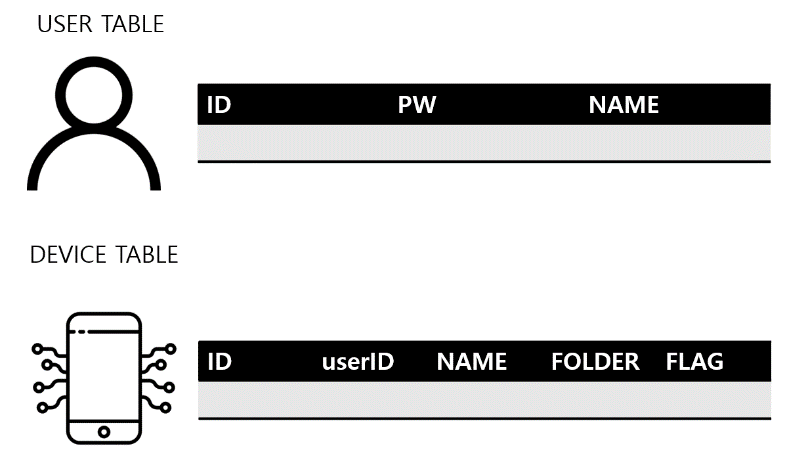 USER TABLE
ID PW NAME
DEVICE TABLE
ID userID NAME FOLDER FLAG